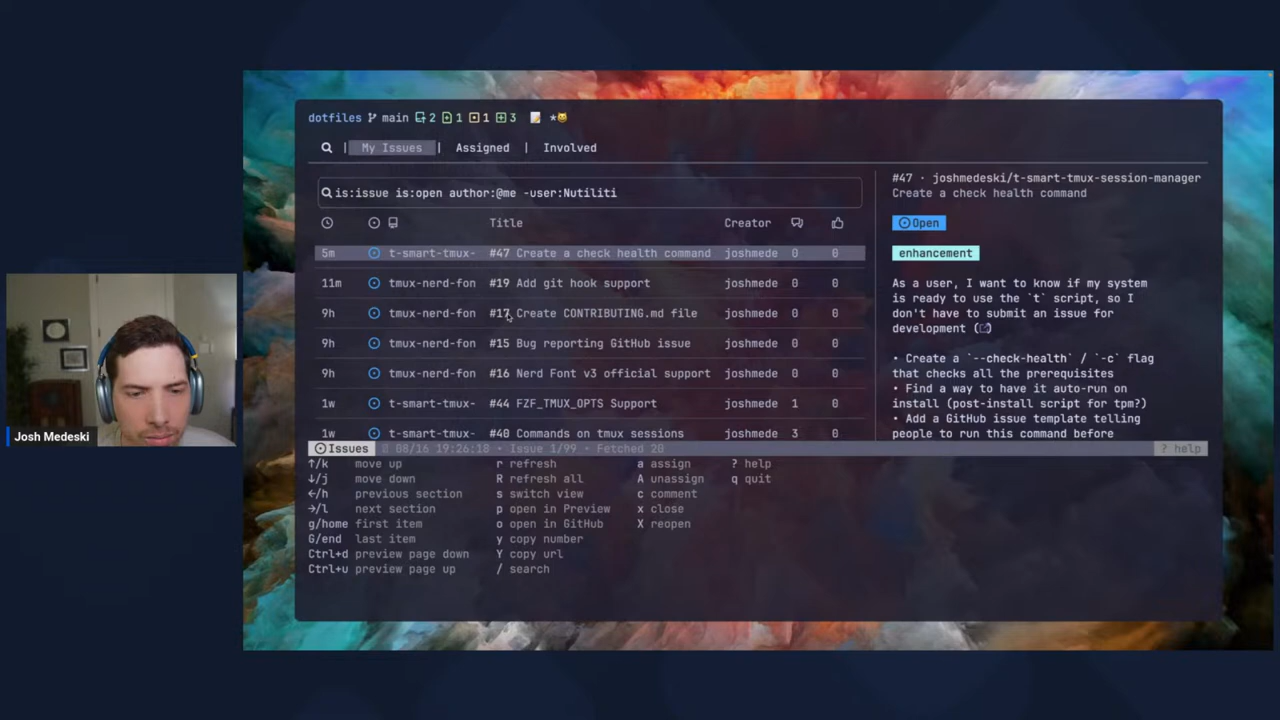 dotfiles main 2 1 1 3 *
| My Issues | Assigned | Involved
is:issue is:open author:@me -user:Nutiliti
Title Creator
5m t-smart-tmux- #47 Create a check health command joshmede 0 0
11m tmux-nerd-fon #19 Add git hook support joshmede 0 0
9h tmux-nerd-fon #17 Create CONTRIBUTING.md file joshmede 0 0
9h tmux-nerd-fon #15 Bug reporting GitHub issue joshmede 0 0
9h tmux-nerd-fon #16 Nerd Font v3 official support joshmede 0 0
1w t-smart-tmux- #44 FZF_TMUX_OPTS Support joshmede 1 0
1w t-smart-tmux- #40 Commands on tmux sessions joshmede 3 0
#47 · joshmedeski/t-smart-tmux-session-manager
Create a check health command
Open
enhancement
As a user, I want to know if my system
is ready to use the `t` script, so I
don't have to submit an issue for
development ( )
• Create a `--check-health` / `-c` flag
that checks all the prerequisites
• Find a way to have it auto-run on
install (post-install script for tpm?)
• Add a GitHub issue template telling
people to run this command before
Issues 08/16 19:26:18 • Issue 1/99 • Fetched 20 ? help
↑/k move up r refresh a assign ? help
↓/j move down R refresh all A unassign q quit
←/h previous section s switch view c comment
→/l next section p open in Preview x close
g/home first item o open in GitHub X reopen
G/end last item y copy number
Ctrl+d preview page down Y copy url
Ctrl+u preview page up / search
Josh Medeski